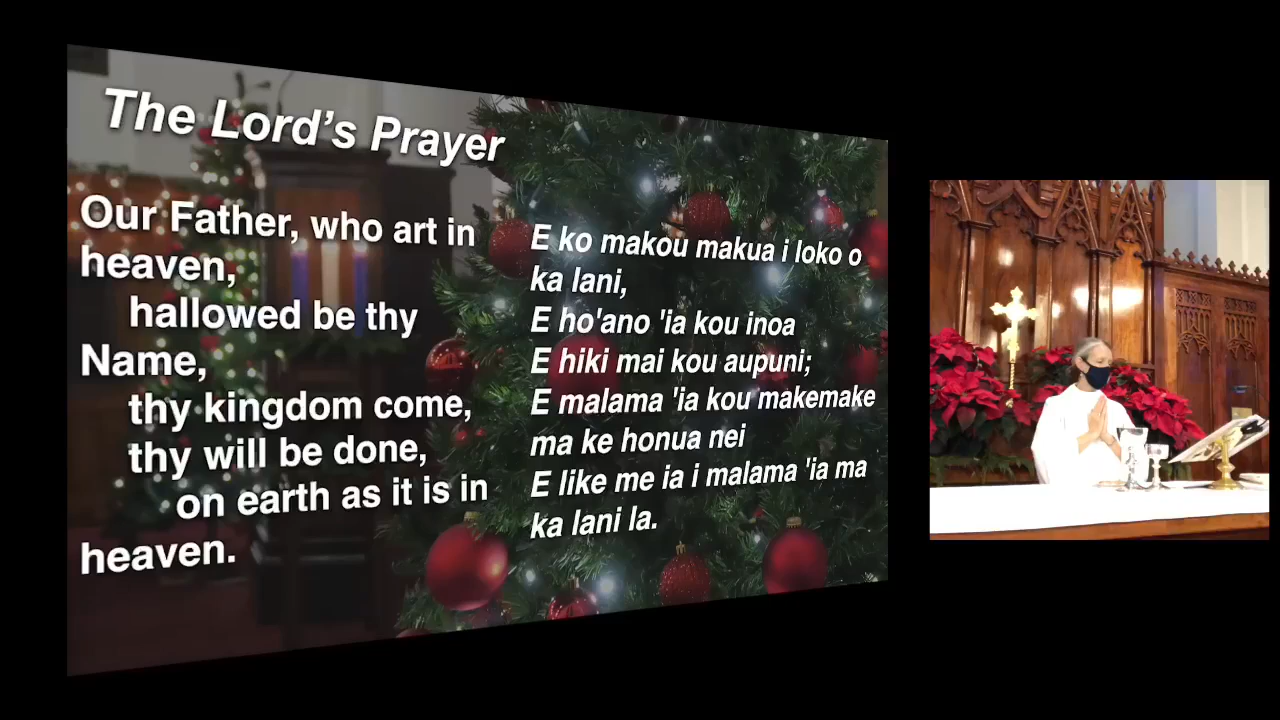 The Lord's Prayer
Our Father, who art in
heaven,
hallowed be thy
Name,
thy kingdom come,
thy will be done,
on earth as it is in
heaven.
E ko makou makua i loko o
ka lani,
E ho'ano 'ia kou inoa
E hiki mai kou aupuni;
E malama 'ia kou makemake
ma ke honua nei
E like me ia i malama 'ia ma
ka lani la.